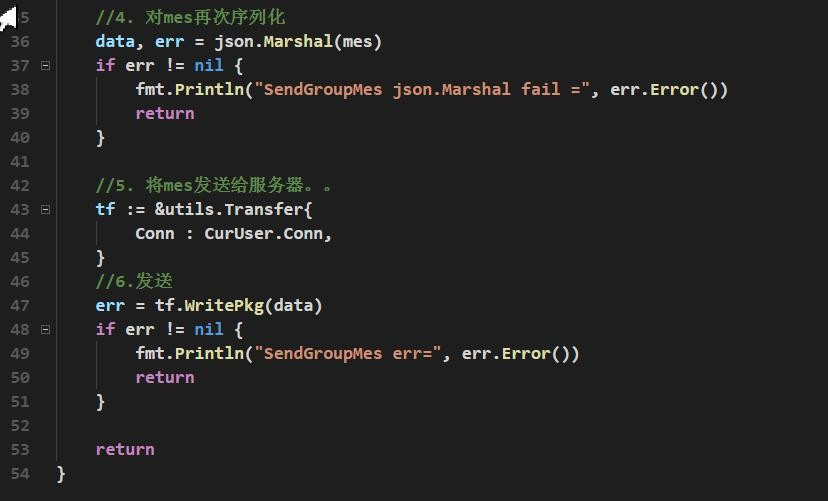 35 //4. 对mes再次序列化
36 data, err = json.Marshal(mes)
37 if err != nil {
38 fmt.Println("SendGroupMes json.Marshal fail =", err.Error())
39 return
40 }
41
42 //5. 将mes发送给服务器。。
43 tf := &utils.Transfer{
44 Conn : CurUser.Conn,
45 }
46 //6.发送
47 err = tf.WritePkg(data)
48 if err != nil {
49 fmt.Println("SendGroupMes err=", err.Error())
50 return
51 }
52
53 return
54 }